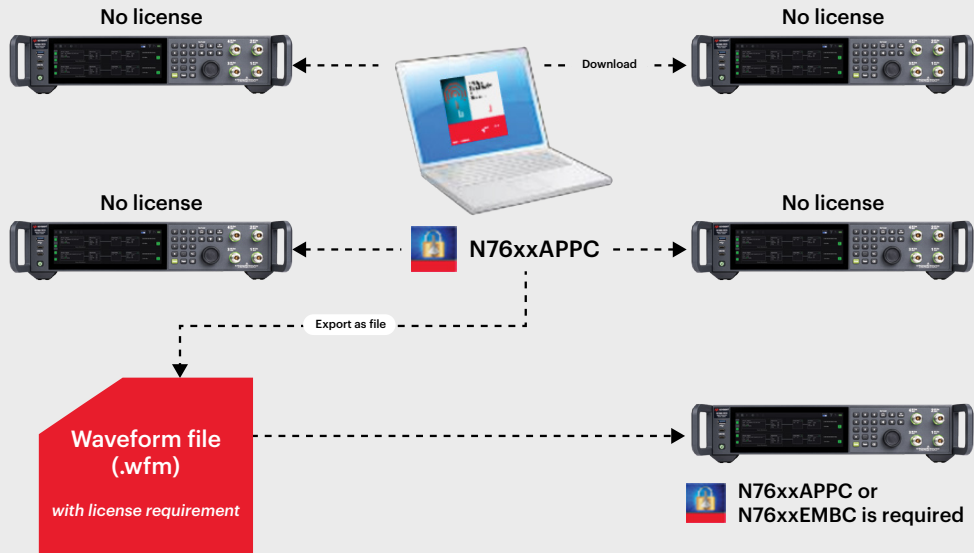 No license
No license
Download
No license
No license
N76xxAPPC
Export as file
Waveform file
(.wfm)
with license requirement
N76xxAPPC or
N76xxEMBC is required